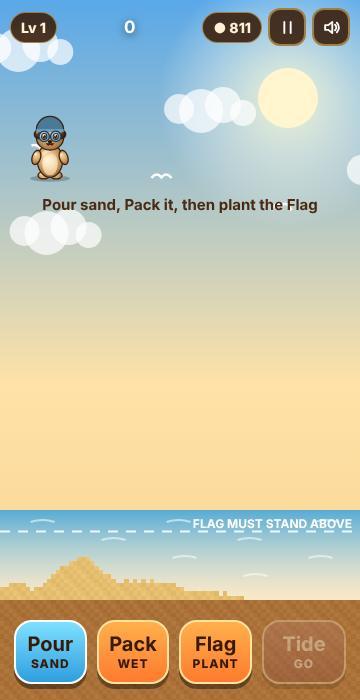 Lv 1
0
811
Pour sand, Pack it, then plant the Flag
FLAG MUST STAND ABOVE
Pour
SAND
Pack
WET
Flag
PLANT
Tide
GO